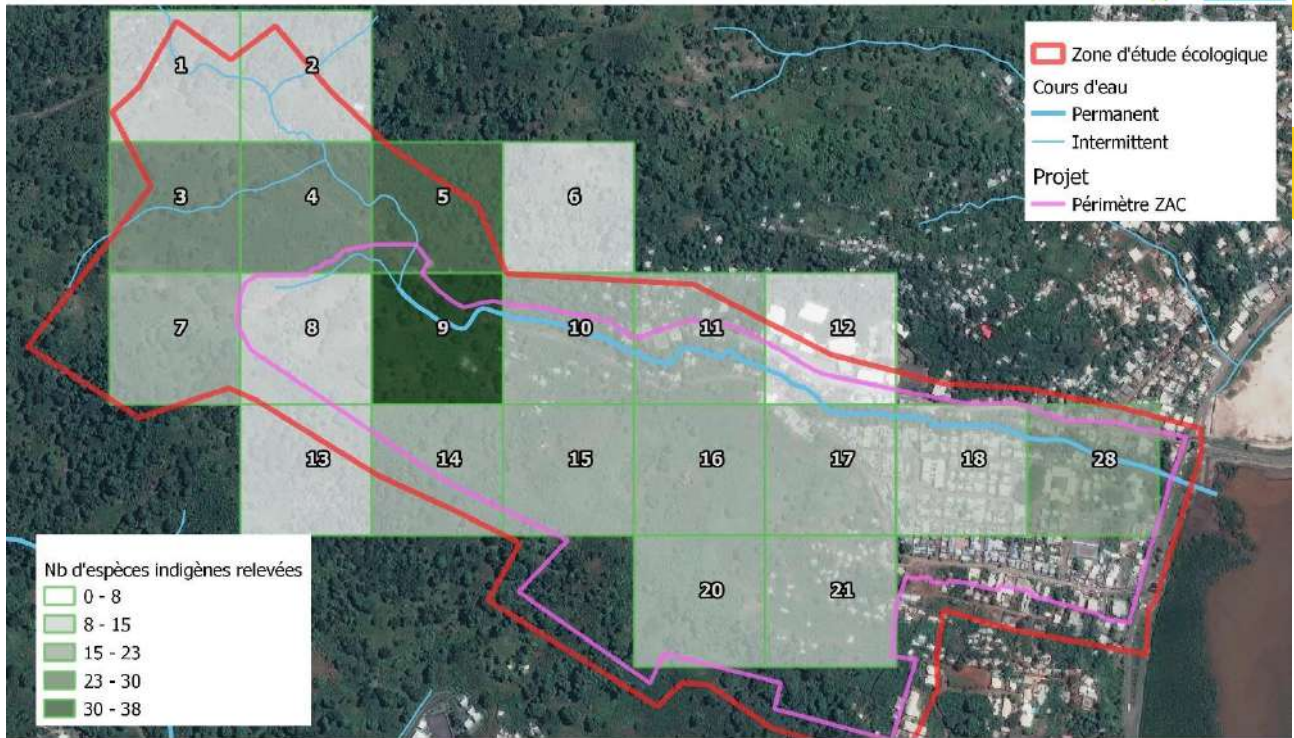 1
2
3
4
5
6
7
8
9
10
11
12
13
14
15
16
17
18
28
20
21
Zone d'étude écologique
Cours d'eau
Permanent
Intermittent
Projet
Périmètre ZAC
Nb d'espèces indigènes relevées
0 - 8
8 - 15
15 - 23
23 - 30
30 - 38